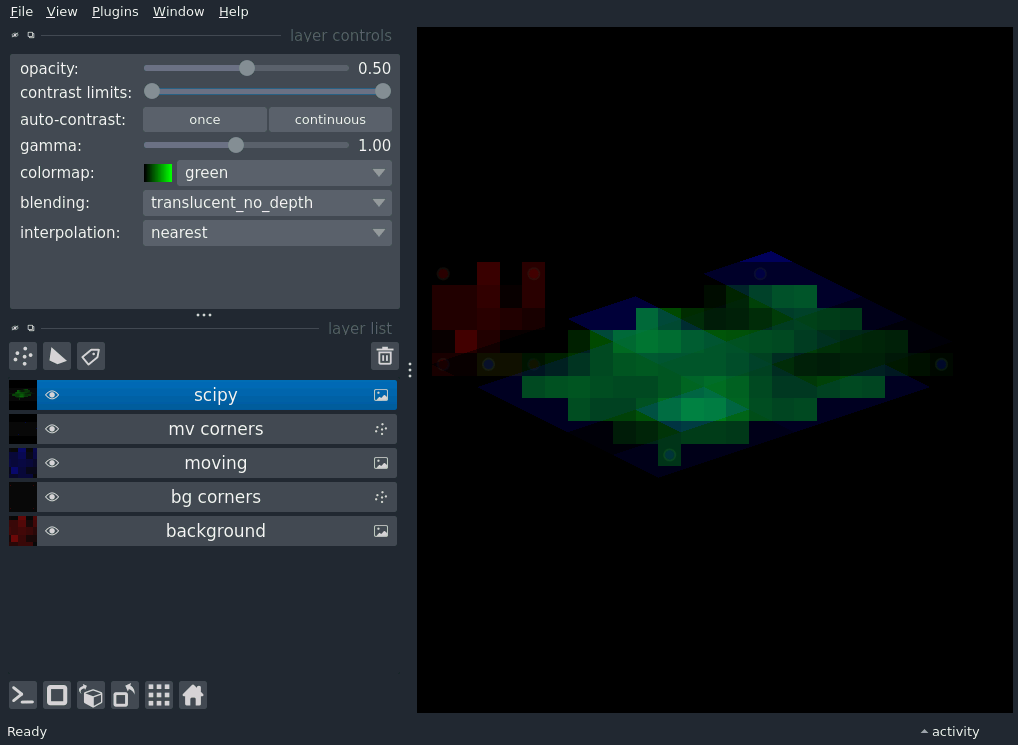 File View Plugins Window Help
layer controls
opacity: 0.50
contrast limits:
auto-contrast: once continuous
gamma: 1.00
colormap: green
blending: translucent_no_depth
interpolation: nearest
layer list
scipy
mv corners
moving
bg corners
background
Ready activity